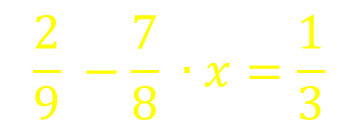 2/9 − 7/8 · x = 1/3